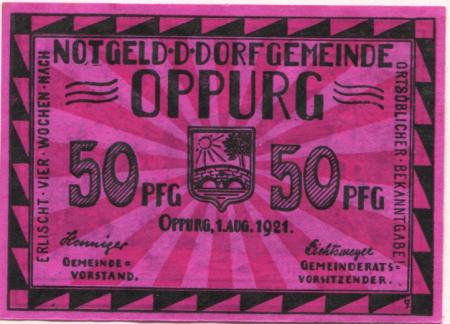 NOTGELD·D·DORFGEMEINDE
OPPURG
50 PFG
50 PFG
OPPURG, 1. AUG. 1921.
Henniger
GEMEINDE=
VORSTAND.
GEMEINDERATS=
VORSITZENDER.
ERLISCHT·VIER·WOCHEN·NACH
ORTSÜBLICHER·BEKANNTGABE!